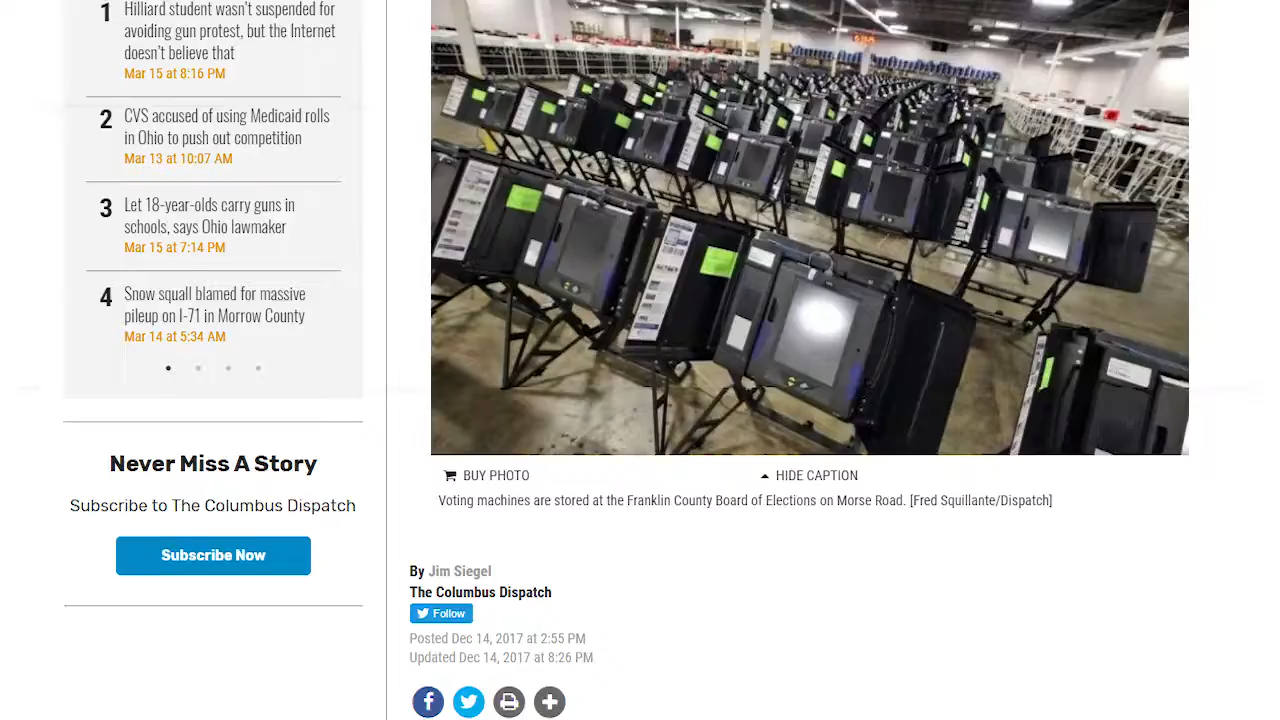 1 Hilliard student wasn't suspended for
avoiding gun protest, but the Internet
doesn't believe that
Mar 15 at 8:16 PM
2 CVS accused of using Medicaid rolls
in Ohio to push out competition
Mar 13 at 10:07 AM
3 Let 18-year-olds carry guns in
schools, says Ohio lawmaker
Mar 15 at 7:14 PM
4 Snow squall blamed for massive
pileup on I-71 in Morrow County
Mar 14 at 5:34 AM
Never Miss A Story
Subscribe to The Columbus Dispatch
Subscribe Now
BUY PHOTO
HIDE CAPTION
Voting machines are stored at the Franklin County Board of Elections on Morse Road. [Fred Squillante/Dispatch]
By Jim Siegel
The Columbus Dispatch
Follow
Posted Dec 14, 2017 at 2:55 PM
Updated Dec 14, 2017 at 8:26 PM